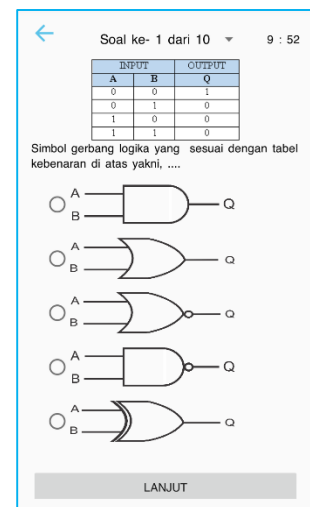 Soal ke- 1 dari 10 9 : 52
INPUT OUTPUT
A B Q
0 0 1
0 1 0
1 0 0
1 1 0
Simbol gerbang logika yang sesuai dengan tabel
kebenaran di atas yakni, ....
A
B
Q
A
B
Q
A
B
Q
A
B
Q
A
B
Q
LANJUT